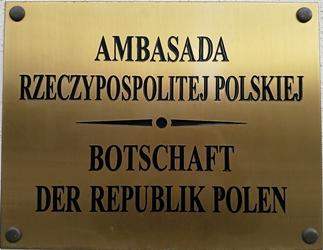 AMBASADA
RZECZYPOSPOLITEJ POLSKIEJ
BOTSCHAFT
DER REPUBLIK POLEN